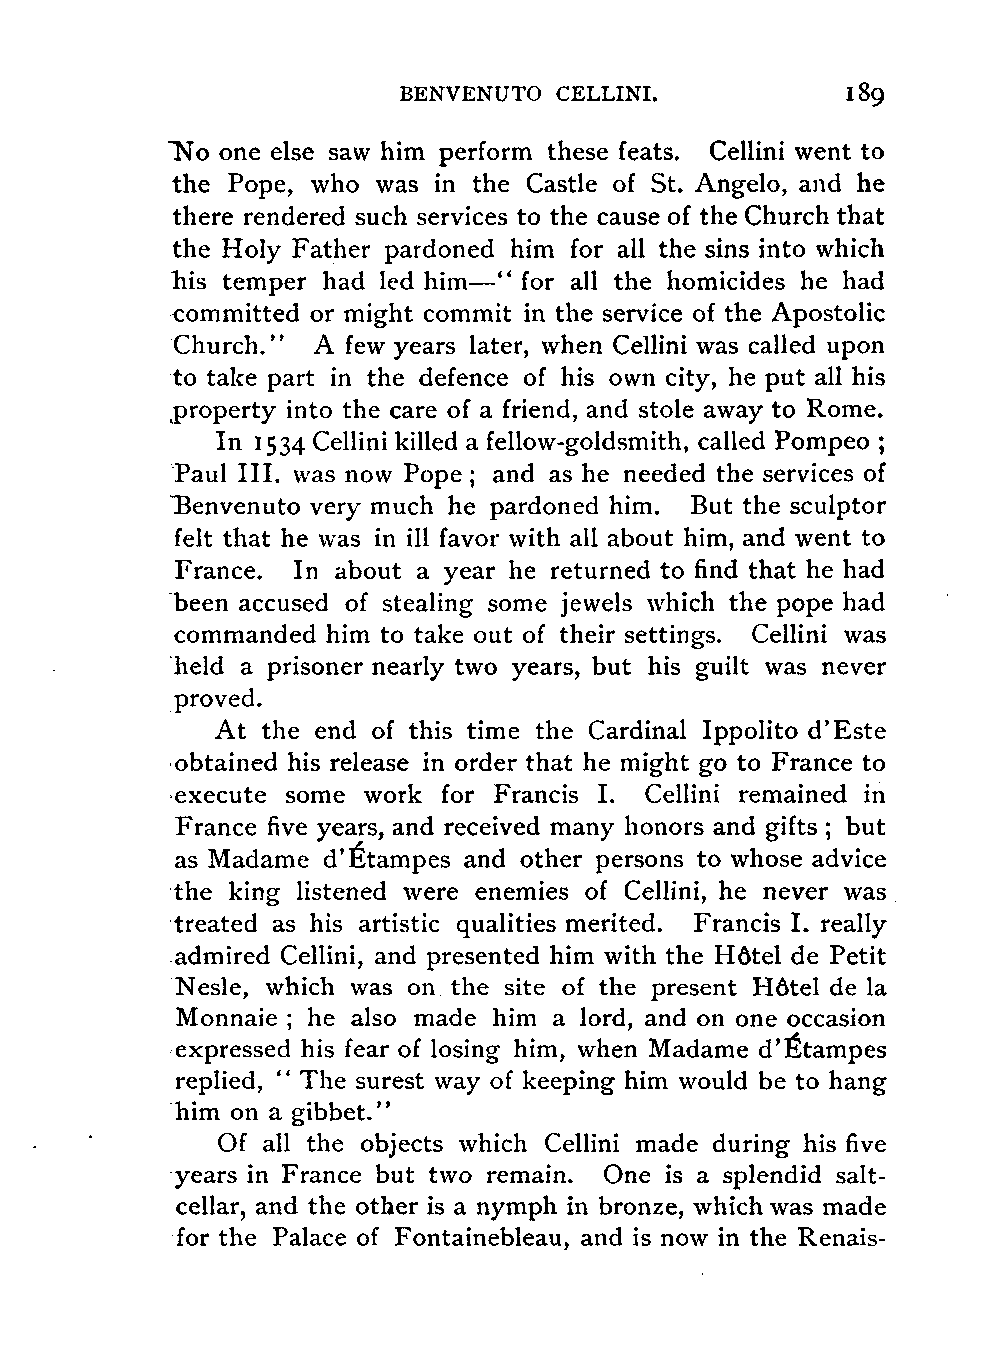 BENVENUTO CELLINI. 189
No one else saw him perform these feats. Cellini went to
the Pope, who was in the Castle of St. Angelo, and he
there rendered such services to the cause of the Church that
the Holy Father pardoned him for all the sins into which
his temper had led him—“ for all the homicides he had
committed or might commit in the service of the Apostolic
Church.” A few years later, when Cellini was called upon
to take part in the defence of his own city, he put all his
property into the care of a friend, and stole away to Rome.
In 1534 Cellini killed a fellow-goldsmith, called Pompeo ;
Paul III. was now Pope ; and as he needed the services of
Benvenuto very much he pardoned him. But the sculptor
felt that he was in ill favor with all about him, and went to
France. In about a year he returned to find that he had
been accused of stealing some jewels which the pope had
commanded him to take out of their settings. Cellini was
held a prisoner nearly two years, but his guilt was never
proved.
At the end of this time the Cardinal Ippolito d’Este
obtained his release in order that he might go to France to
execute some work for Francis I. Cellini remained in
France five years, and received many honors and gifts ; but
as Madame d’Étampes and other persons to whose advice
the king listened were enemies of Cellini, he never was
treated as his artistic qualities merited. Francis I. really
admired Cellini, and presented him with the Hôtel de Petit
Nesle, which was on the site of the present Hôtel de la
Monnaie ; he also made him a lord, and on one occasion
expressed his fear of losing him, when Madame d’Étampes
replied, “ The surest way of keeping him would be to hang
him on a gibbet.”
Of all the objects which Cellini made during his five
years in France but two remain. One is a splendid salt-
cellar, and the other is a nymph in bronze, which was made
for the Palace of Fontainebleau, and is now in the Renais-